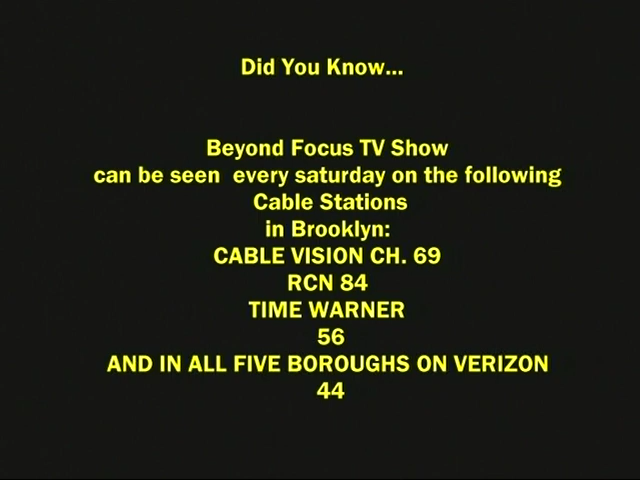 Did You Know...
Beyond Focus TV Show
can be seen  every saturday on the following
Cable Stations
in Brooklyn:
CABLE VISION CH. 69
RCN 84
TIME WARNER
56
AND IN ALL FIVE BOROUGHS ON VERIZON
44